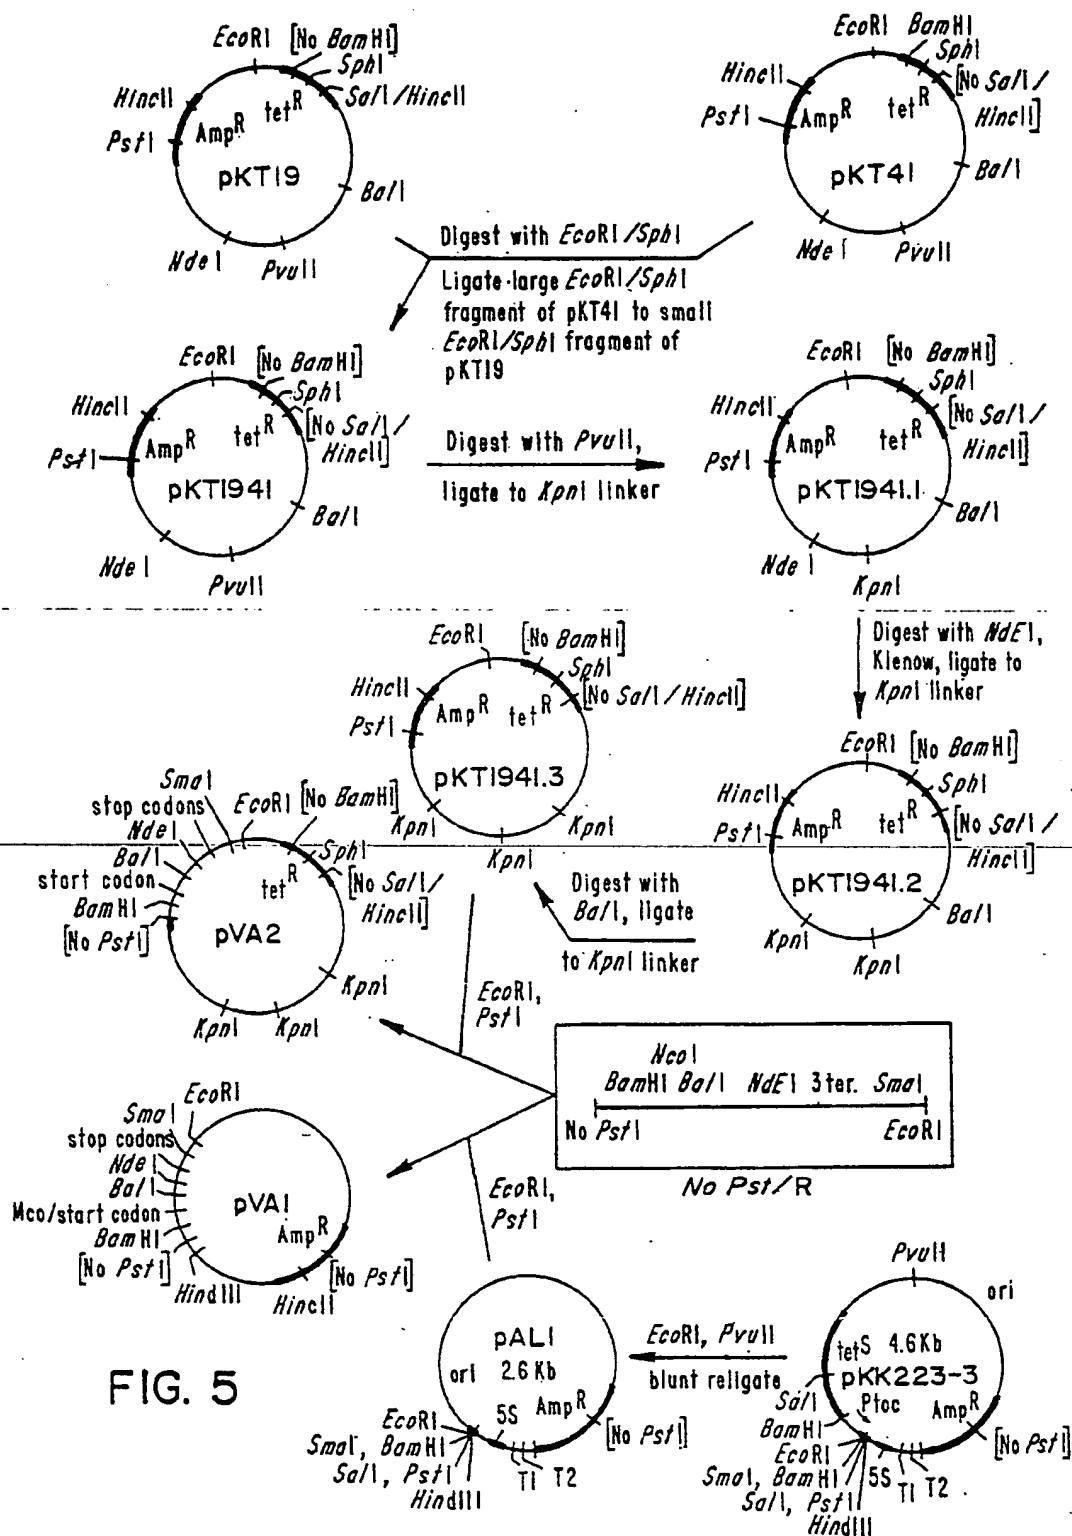 EcoRI [No BamHI]
SphI
SalI/HincII
HincII
PstI
AmpR
tetR
pKT19
BalI
NdeI
PvuII
EcoRI BamHI
SphI
[No SalI/
HincII]
HincII
PstI
AmpR
tetR
pKT41
BalI
NdeI
PvuII
Digest with EcoRI/SphI
Ligate-large EcoRI/SphI
fragment of pKT41 to small
EcoRI/SphI fragment of
pKT19
EcoRI [No BamHI]
SphI
[No SalI/
HincII]
HincII
PstI
AmpR
tetR
pKT1941
BalI
NdeI
PvuII
Digest with PvuII,
ligate to KpnI linker
EcoRI [No BamHI]
SphI
[No SalI/
HincII]
HincII
PstI
AmpR
tetR
pKT1941.1
BalI
NdeI
KpnI
Digest with NdEI,
Klenow, ligate to
KpnI linker
EcoRI [No BamHI]
SphI
[No SalI/HincII]
HincII
PstI
AmpR
tetR
pKT1941.3
KpnI
KpnI
KpnI
EcoRI [No BamHI]
SphI
[No SalI/
HincII]
HincII
PstI
AmpR
tetR
pKT1941.2
BalI
KpnI
KpnI
Digest with
BalI, ligate
to KpnI linker
SmaI
stop codons
NdeI
BalI
start codon
BamHI
[No PstI]
EcoRI [No BamHI]
SphI
tetR
[No SalI/
HincII]
pVA2
KpnI
KpnI
KpnI
EcoRI,
PstI
NcoI
BamHI BalI NdEI 3ter. SmaI
No PstI
EcoRI
No Pst/R
EcoRI
SmaI
stop codons
NdeI
BalI
Mco/start codon
BamHI
[No PstI]
HindIII
pVA1
AmpR
[No PstI]
HincII
EcoRI,
PstI
pAL1
ori 2.6Kb
5S AmpR
[No PstI]
EcoRI
SmaI, BamHI
SalI, PstI
HindIII
T1 T2
EcoRI, PvuII
blunt religate
PvuII
ori
tetS 4.6Kb
pKK223-3
SalI
Ptac
AmpR
BamHI
[No PstI]
EcoRI
SmaI, BamHI
SalI, PstI
HindIII
5S T1 T2
FIG. 5